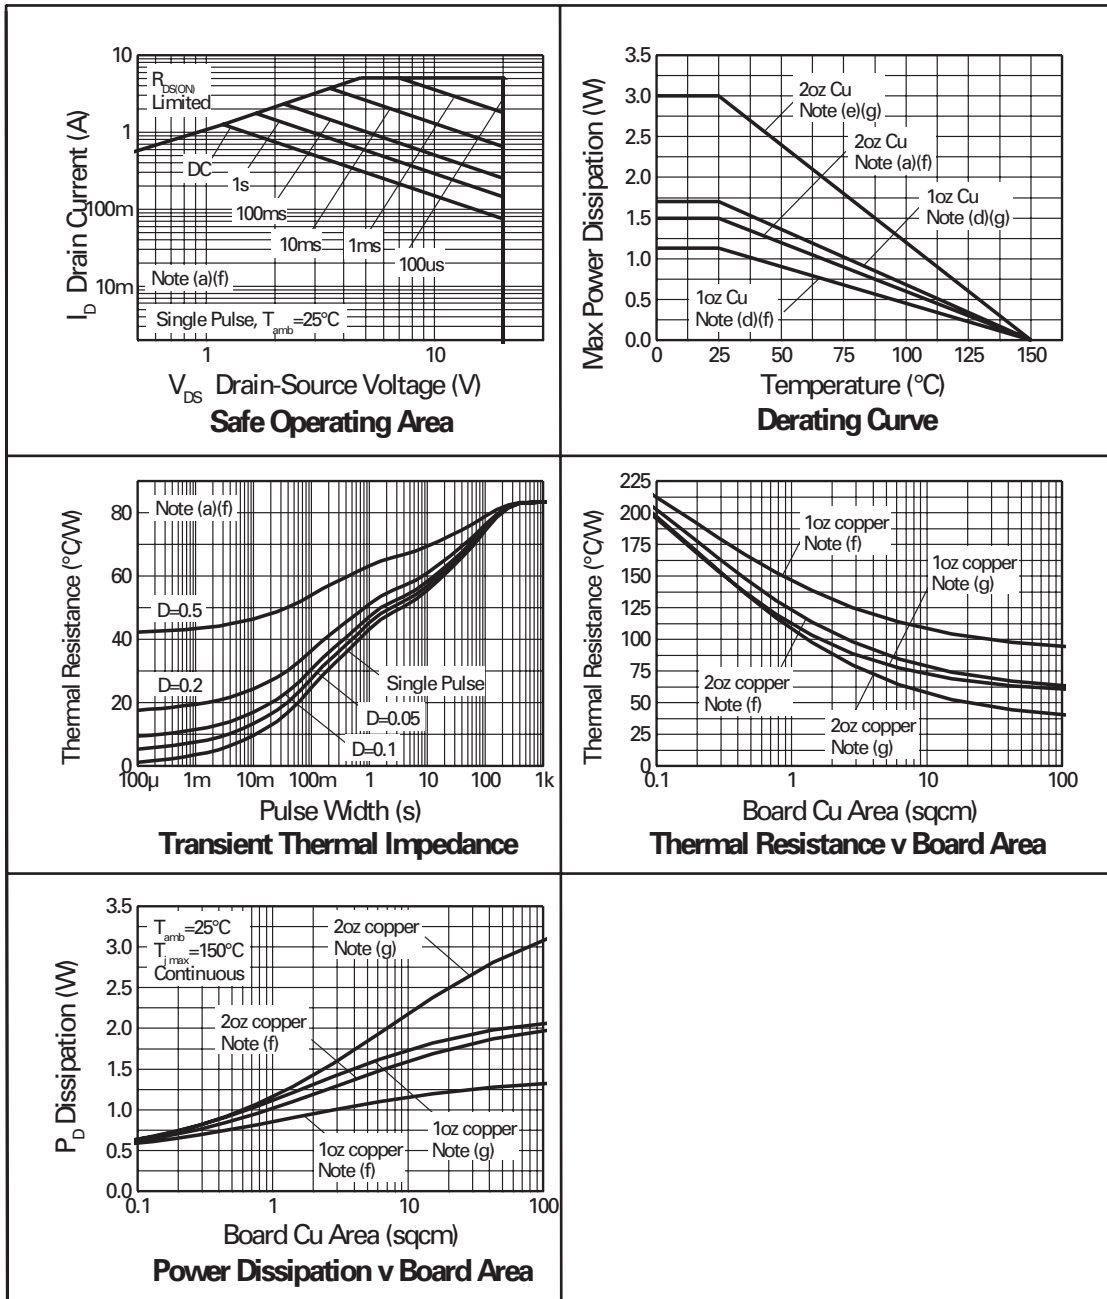 10
1
100m
10m
R DS(ON)
Limited
DC
1s
100ms
10ms
1ms
100us
Note (a)(f)
Single Pulse, T amb =25°C
1
10
I D Drain Current (A)
V DS Drain-Source Voltage (V)
Safe Operating Area
3.5
3.0
2.5
2.0
1.5
1.0
0.5
0.0
2oz Cu
Note (e)(g)
2oz Cu
Note (a)(f)
1oz Cu
Note (d)(g)
1oz Cu
Note (d)(f)
0
25
50
75
100
125
150
Max Power Dissipation (W)
Temperature (°C)
Derating Curve
80
60
40
20
0
Note (a)(f)
D=0.5
D=0.2
Single Pulse
D=0.05
D=0.1
100µ
1m
10m
100m
1
10
100
1k
Thermal Resistance (°C/W)
Pulse Width (s)
Transient Thermal Impedance
225
200
175
150
125
100
75
50
25
0
1oz copper
Note (f)
1oz copper
Note (g)
2oz copper
Note (f)
2oz copper
Note (g)
0.1
1
10
100
Thermal Resistance (°C/W)
Board Cu Area (sqcm)
Thermal Resistance v Board Area
3.5
3.0
2.5
2.0
1.5
1.0
0.5
0.0
T amb =25°C
T j max =150°C
Continuous
2oz copper
Note (g)
2oz copper
Note (f)
1oz copper
Note (g)
1oz copper
Note (f)
0.1
1
10
100
P D Dissipation (W)
Board Cu Area (sqcm)
Power Dissipation v Board Area